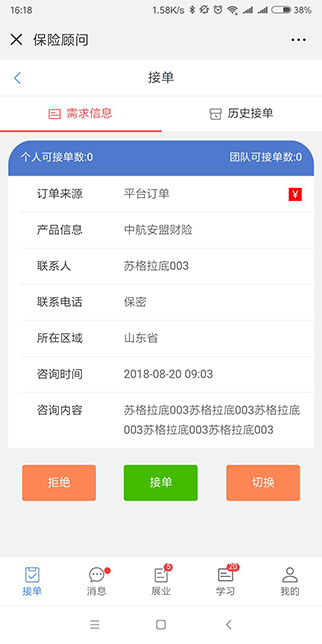 16:18 1.58K/s 38%
保险顾问
接单
需求信息 历史接单
个人可接单数:0 团队可接单数:0
订单来源 平台订单 ¥
产品信息 中航安盟财险
联系人 苏格拉底003
联系电话 保密
所在区域 山东省
咨询时间 2018-08-20 09:03
咨询内容 苏格拉底003苏格拉底003苏格拉底
003苏格拉底003苏格拉底003
拒绝 接单 切换
5 20
接单 消息 展业 学习 我的